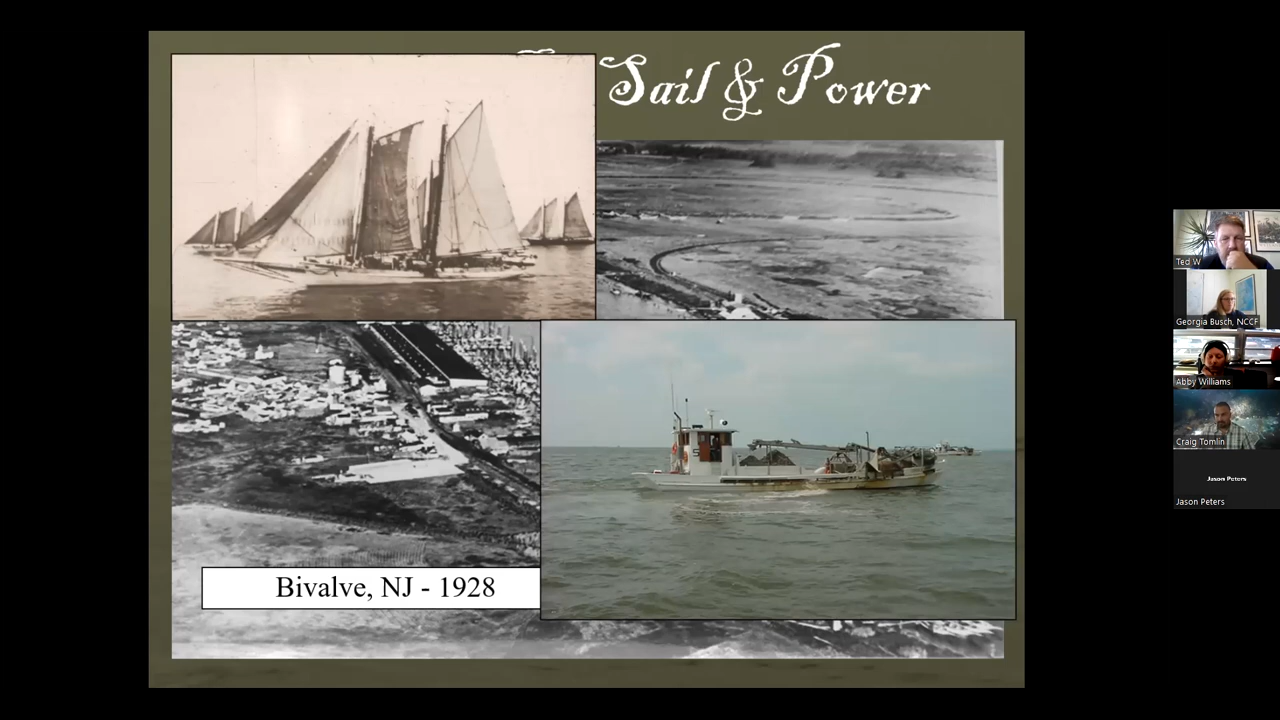 Sail & Power
Bivalve, NJ - 1928
Ted W
Georgia Busch, NCCF
Abby Williams
Craig Tomlin
Jason Peters
Jason Peters